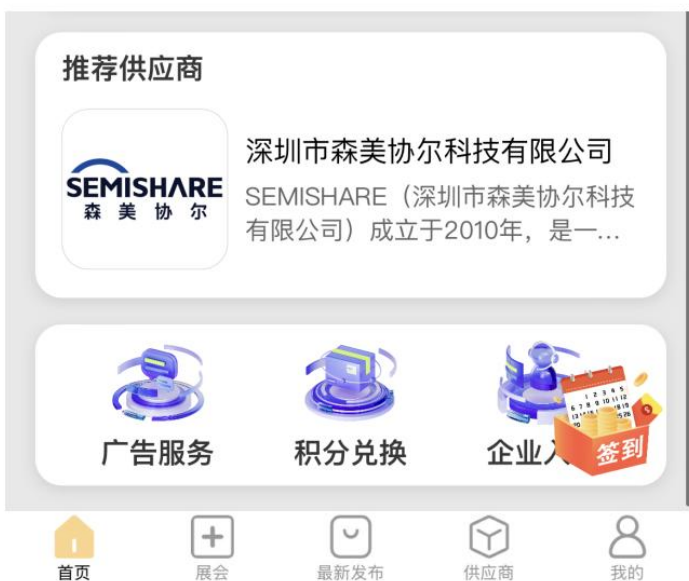 推荐供应商
SEMISHARE
森美协尔
深圳市森美协尔科技有限公司
SEMISHARE（深圳市森美协尔科技
有限公司）成立于2010年，是一...
广告服务
积分兑换
企业入
签到
首页
展会
最新发布
供应商
我的